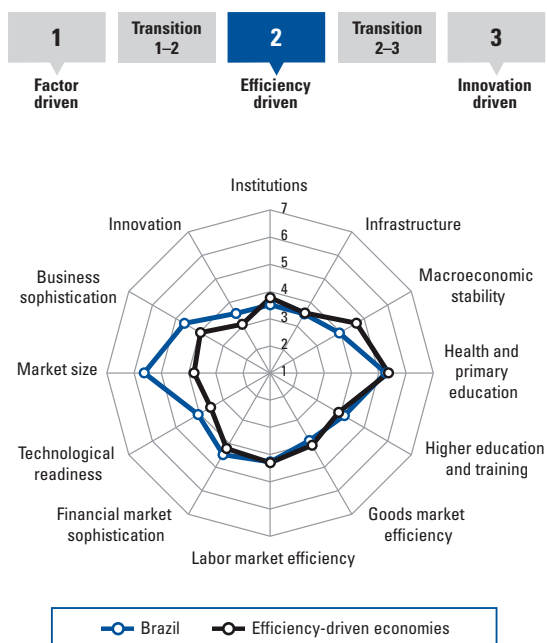 1
Transition
1–2
2
Transition
2–3
3
Factor
driven
Efficiency
driven
Innovation
driven
Institutions
7
Innovation
6
Infrastructure
5
Business
sophistication
4
Macroeconomic
stability
3
2
Market size
1
Health and
primary
education
Technological
readiness
Higher education
and training
Financial market
sophistication
Goods market
efficiency
Labor market efficiency
Brazil
Efficiency-driven economies